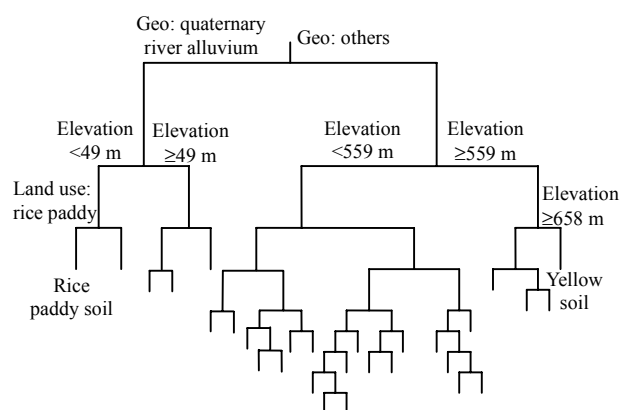 Geo: quaternary
river alluvium
Geo: others
Elevation
<49 m
Elevation
≥49 m
Elevation
<559 m
Elevation
≥559 m
Land use:
rice paddy
Elevation
≥658 m
Rice
paddy soil
Yellow
soil